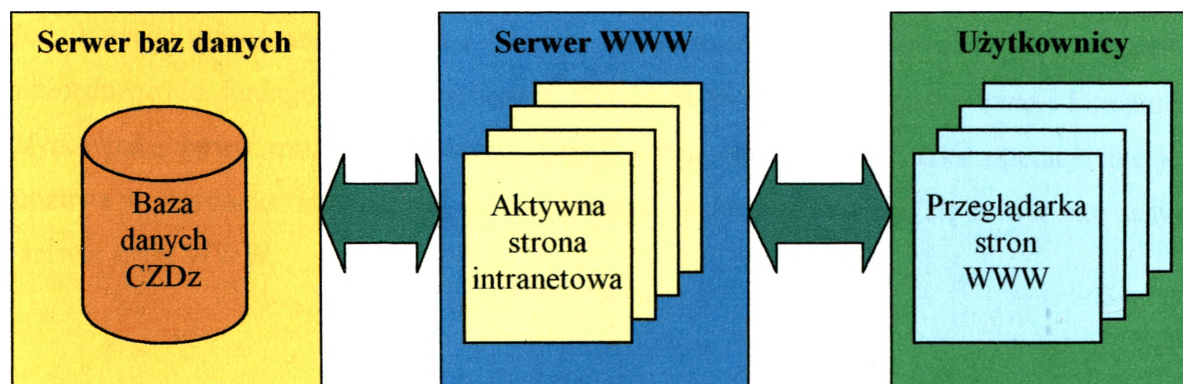 Serwer baz danych
Baza
danych
CZDz
Serwer WWW
Aktywna
strona
intranetowa
Użytkownicy
Przeglądarka
stron
WWW